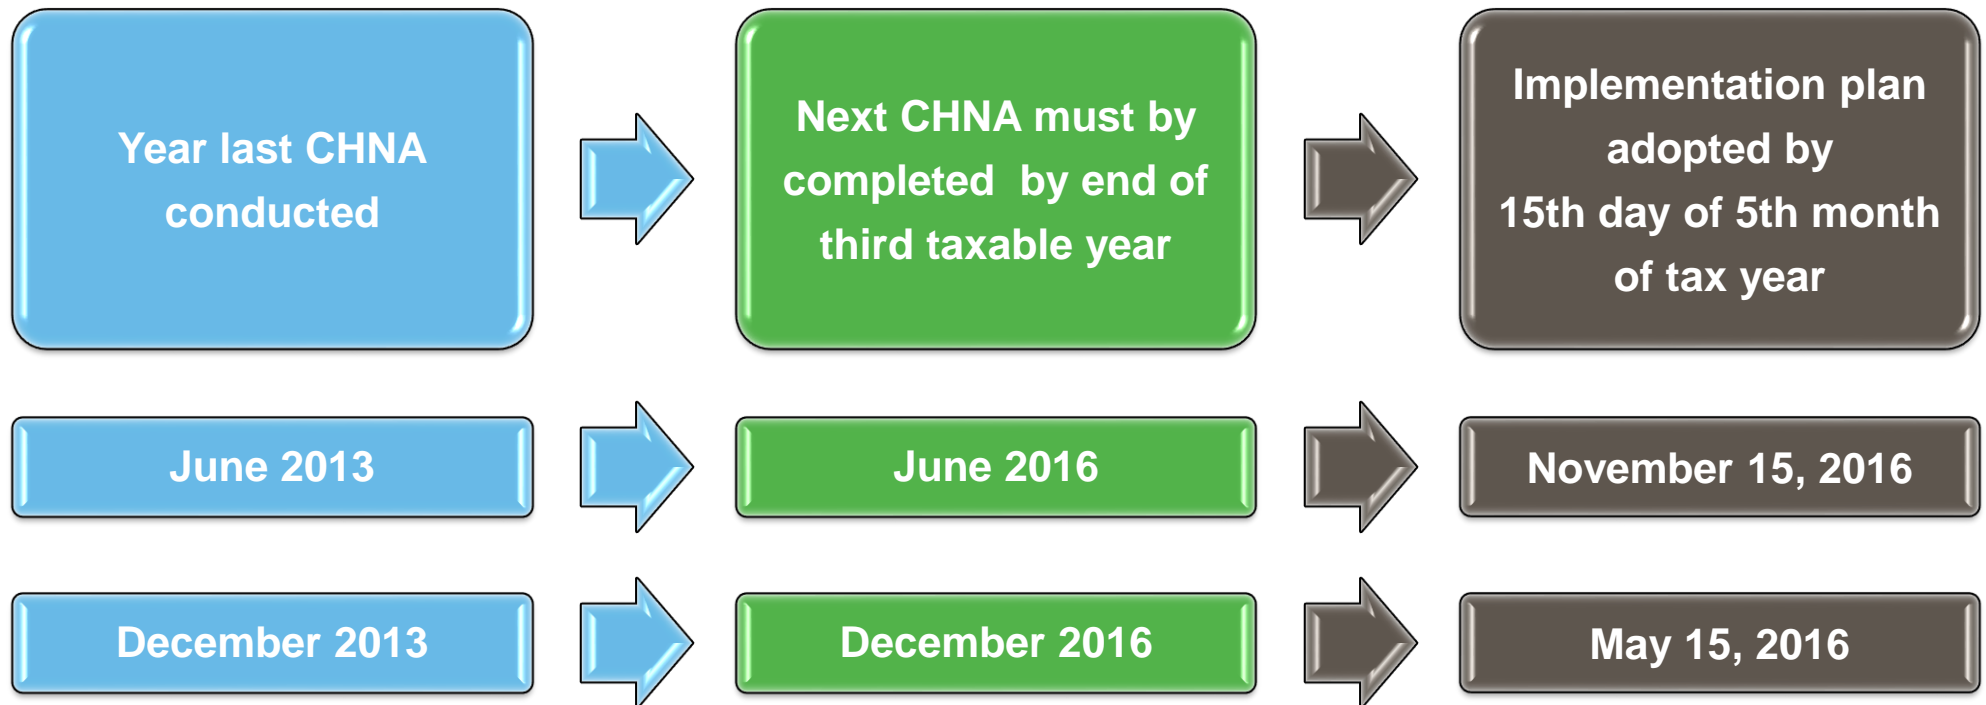 Year last CHNA
conducted
Next CHNA must by
completed by end of
third taxable year
Implementation plan
adopted by
15th day of 5th month
of tax year
June 2013
June 2016
November 15, 2016
December 2013
December 2016
May 15, 2016